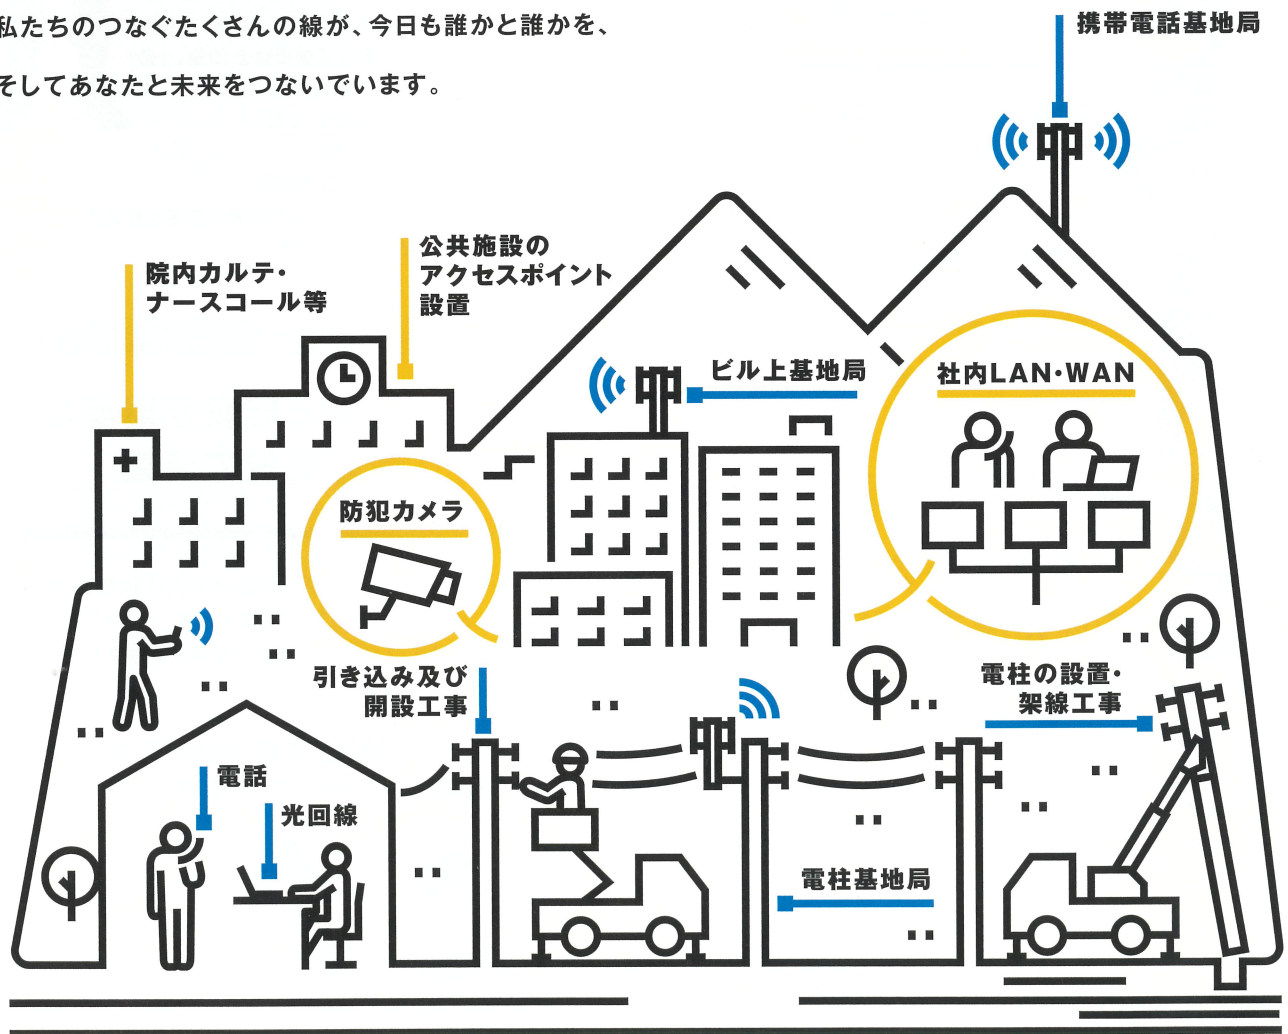 私たちのつなぐたくさんの線が、今日も誰かと誰かを、
そしてあなたと未来をつないでいます。
携帯電話基地局
公共施設の
アクセスポイント
設置
院内カルテ・
ナースコール等
ビル上基地局
社内LAN・WAN
防犯カメラ
引き込み及び
開設工事
電柱の設置・
架線工事
電話
光回線
電柱基地局